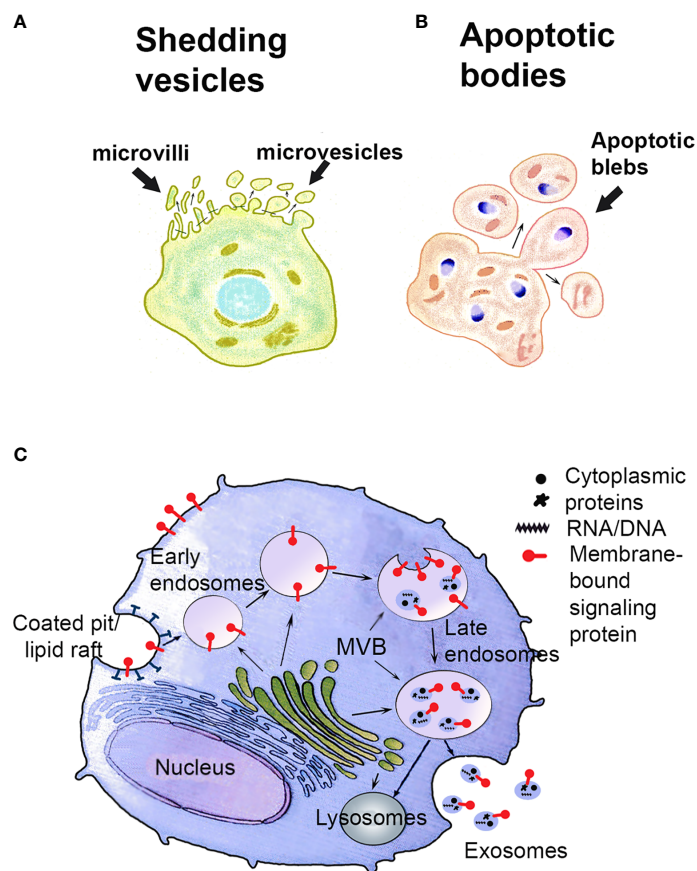 A
Shedding
vesicles
microvilli
microvesicles
B
Apoptotic
bodies
Apoptotic
blebs
C
Cytoplasmic
proteins
RNA/DNA
Membrane-
bound
signaling
protein
Early
endosomes
Coated pit/
lipid raft
MVB
Late
endosomes
Nucleus
Lysosomes
Exosomes